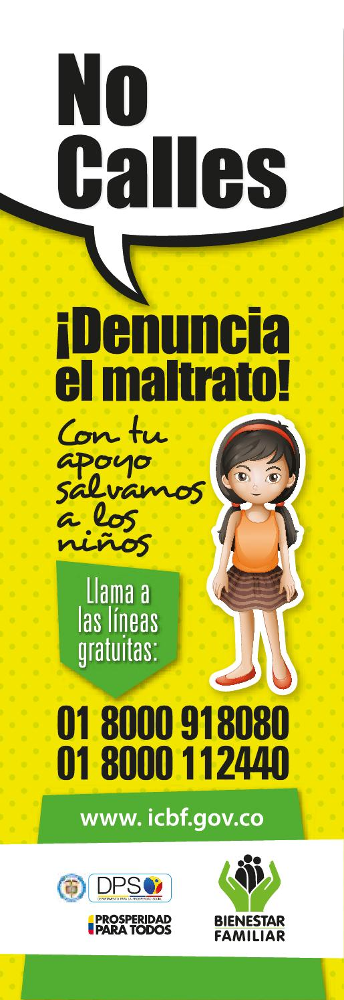 No
Calles
¡Denuncia
el maltrato!
Con tu
apoyo
salvamos
a los
niños
Llama a
las líneas
gratuitas:
01 8000 918080
01 8000 112440
www. icbf.gov.co
DPS
DEPARTAMENTO PARA LA PROSPERIDAD SOCIAL
PROSPERIDAD
PARA TODOS
BIENESTAR
FAMILIAR